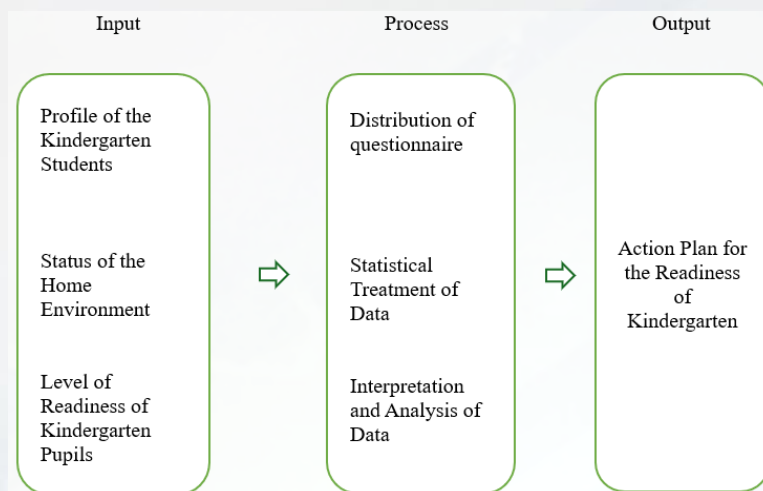 Input
Process
Output
Profile of the
Kindergarten
Students
Status of the
Home
Environment
Level of
Readiness of
Kindergarten
Pupils
Distribution of
questionnaire
Statistical
Treatment of
Data
Interpretation
and Analysis of
Data
Action Plan for
the Readiness
of
Kindergarten